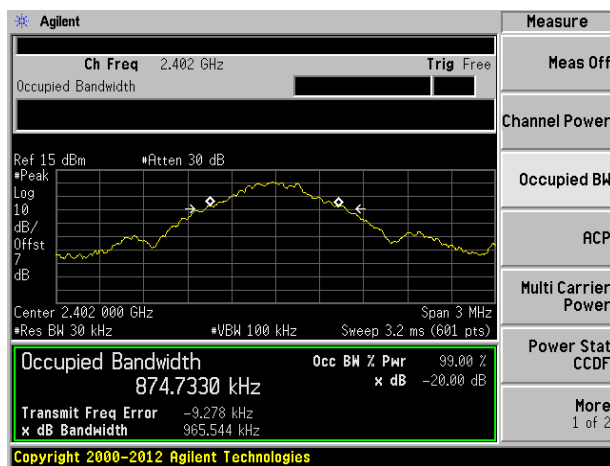 Agilent
Measure
Ch Freq 2.402 GHz Trig Free
Occupied Bandwidth
Meas Off
Channel Power
Occupied BW
ACP
Multi Carrier
Power
Power Stat
CCDF
More
1 of 2
Ref 15 dBm #Atten 30 dB
#Peak
Log
10
dB/
Offst
7
dB
Center 2.402 000 GHz Span 3 MHz
#Res BW 30 kHz #VBW 100 kHz Sweep 3.2 ms (601 pts)
Occupied Bandwidth Occ BW % Pwr 99.00 %
874.7330 kHz x dB -20.00 dB
Transmit Freq Error -9.278 kHz
x dB Bandwidth 965.544 kHz
Copyright 2000-2012 Agilent Technologies